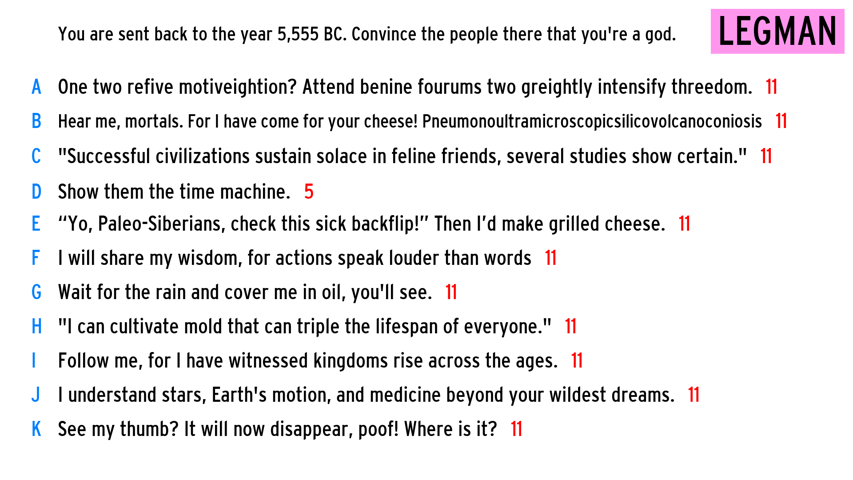 You are sent back to the year 5,555 BC. Convince the people there that you're a god.
LEGMAN
A One two refive motiveightion? Attend benine fourums two greightly intensify threedom. 11
B Hear me, mortals. For I have come for your cheese! Pneumonoultramicroscopicsilicovolcanoconiosis 11
C "Successful civilizations sustain solace in feline friends, several studies show certain." 11
D Show them the time machine. 5
E “Yo, Paleo-Siberians, check this sick backflip!” Then I’d make grilled cheese. 11
F I will share my wisdom, for actions speak louder than words 11
G Wait for the rain and cover me in oil, you'll see. 11
H "I can cultivate mold that can triple the lifespan of everyone." 11
I Follow me, for I have witnessed kingdoms rise across the ages. 11
J I understand stars, Earth's motion, and medicine beyond your wildest dreams. 11
K See my thumb? It will now disappear, poof! Where is it? 11